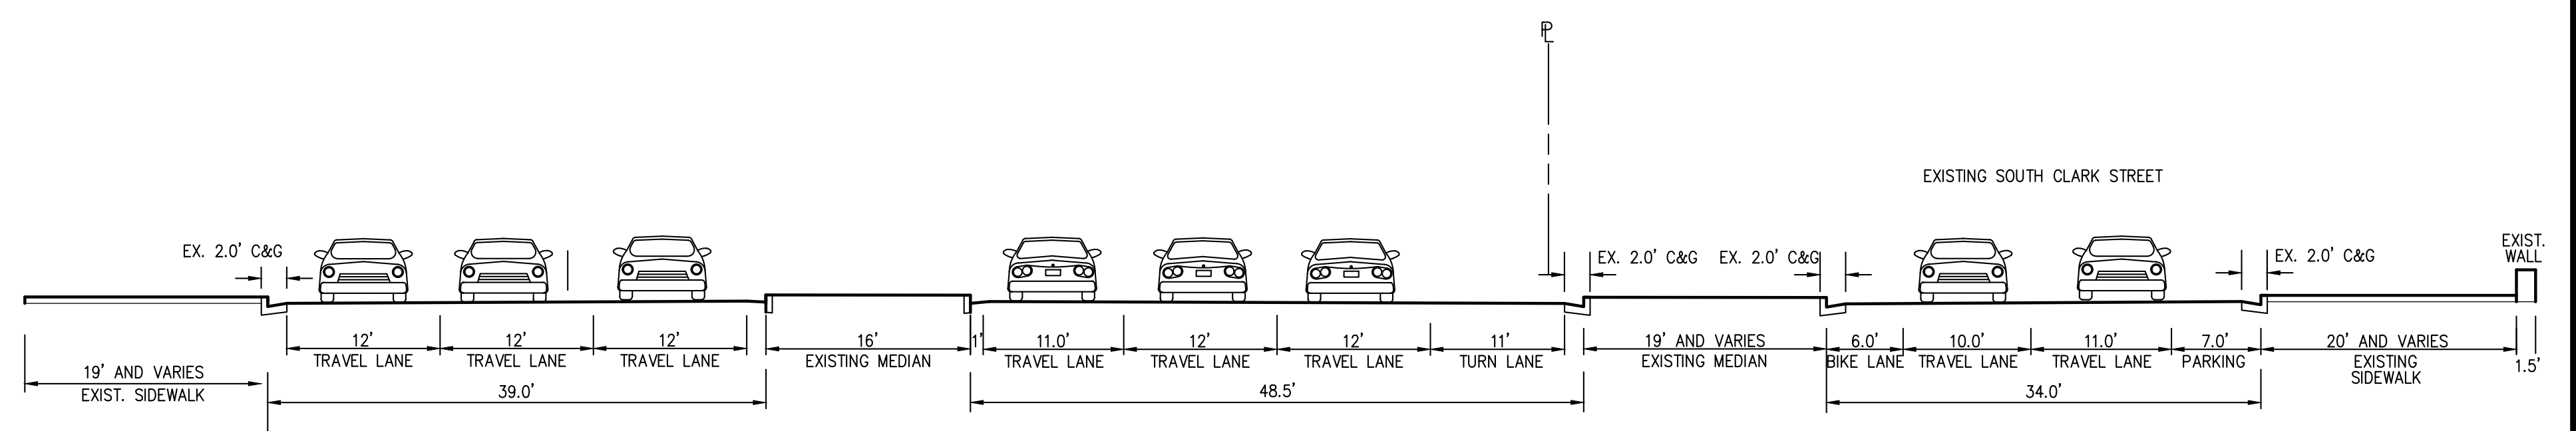 PL
EXISTING SOUTH CLARK STREET
EX. 2.0' C&G
EX. 2.0' C&G
EX. 2.0' C&G
EX. 2.0' C&G
EXIST.
WALL
12'
TRAVEL LANE
12'
TRAVEL LANE
12'
TRAVEL LANE
16'
EXISTING MEDIAN
1'
11.0'
TRAVEL LANE
12'
TRAVEL LANE
12'
TRAVEL LANE
11'
TURN LANE
19' AND VARIES
EXISTING MEDIAN
6.0'
BIKE LANE
10.0'
TRAVEL LANE
11.0'
TRAVEL LANE
7.0'
PARKING
20' AND VARIES
EXISTING
SIDEWALK
1.5'
19' AND VARIES
EXIST. SIDEWALK
39.0'
48.5'
34.0'